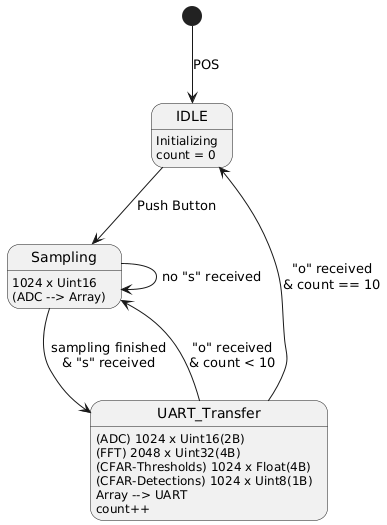 POS
IDLE
Initializing
count = 0
Push Button
Sampling
1024 x Uint16
(ADC --> Array)
no "s" received
"o" received
& count == 10
sampling finished
& "s" received
"o" received
& count < 10
UART_Transfer
(ADC) 1024 x Uint16(2B)
(FFT) 2048 x Uint32(4B)
(CFAR-Thresholds) 1024 x Float(4B)
(CFAR-Detections) 1024 x Uint8(1B)
Array --> UART
count++